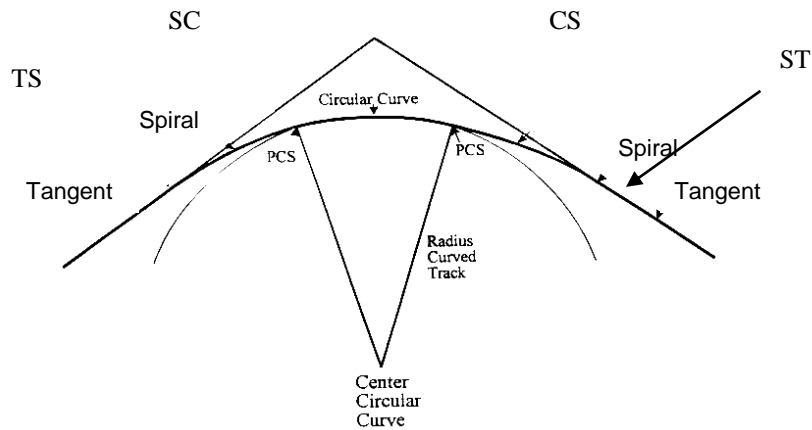 SC
CS
ST
TS
Circular Curve
Spiral
PCS
PCS
Spiral
Tangent
Tangent
Radius
Curved
Track
Center
Circular
Curve